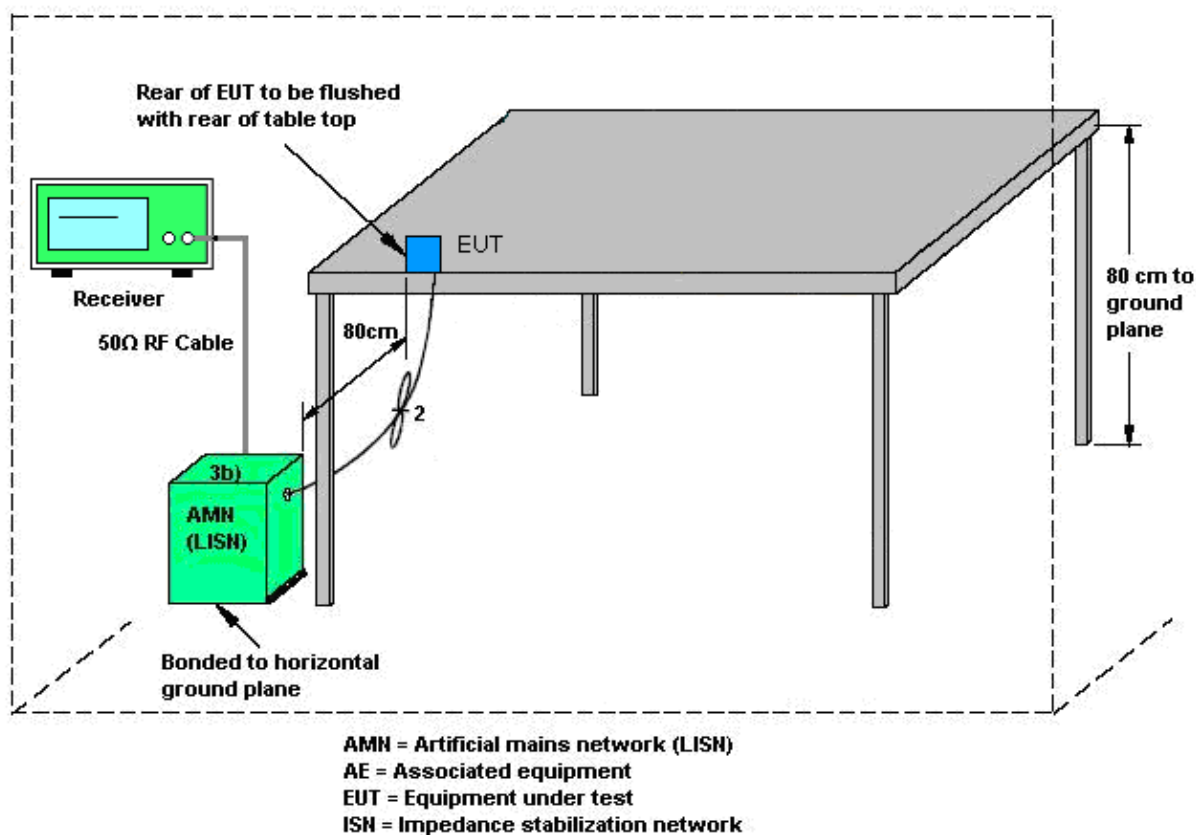 Rear of EUT to be flushed
with rear of table top
EUT
Receiver
50Ω RF Cable
80cm
80 cm to
ground
plane
2
3b)
AMN
(LISN)
Bonded to horizontal
ground plane
AMN = Artificial mains network (LISN)
AE = Associated equipment
EUT = Equipment under test
ISN = Impedance stabilization network